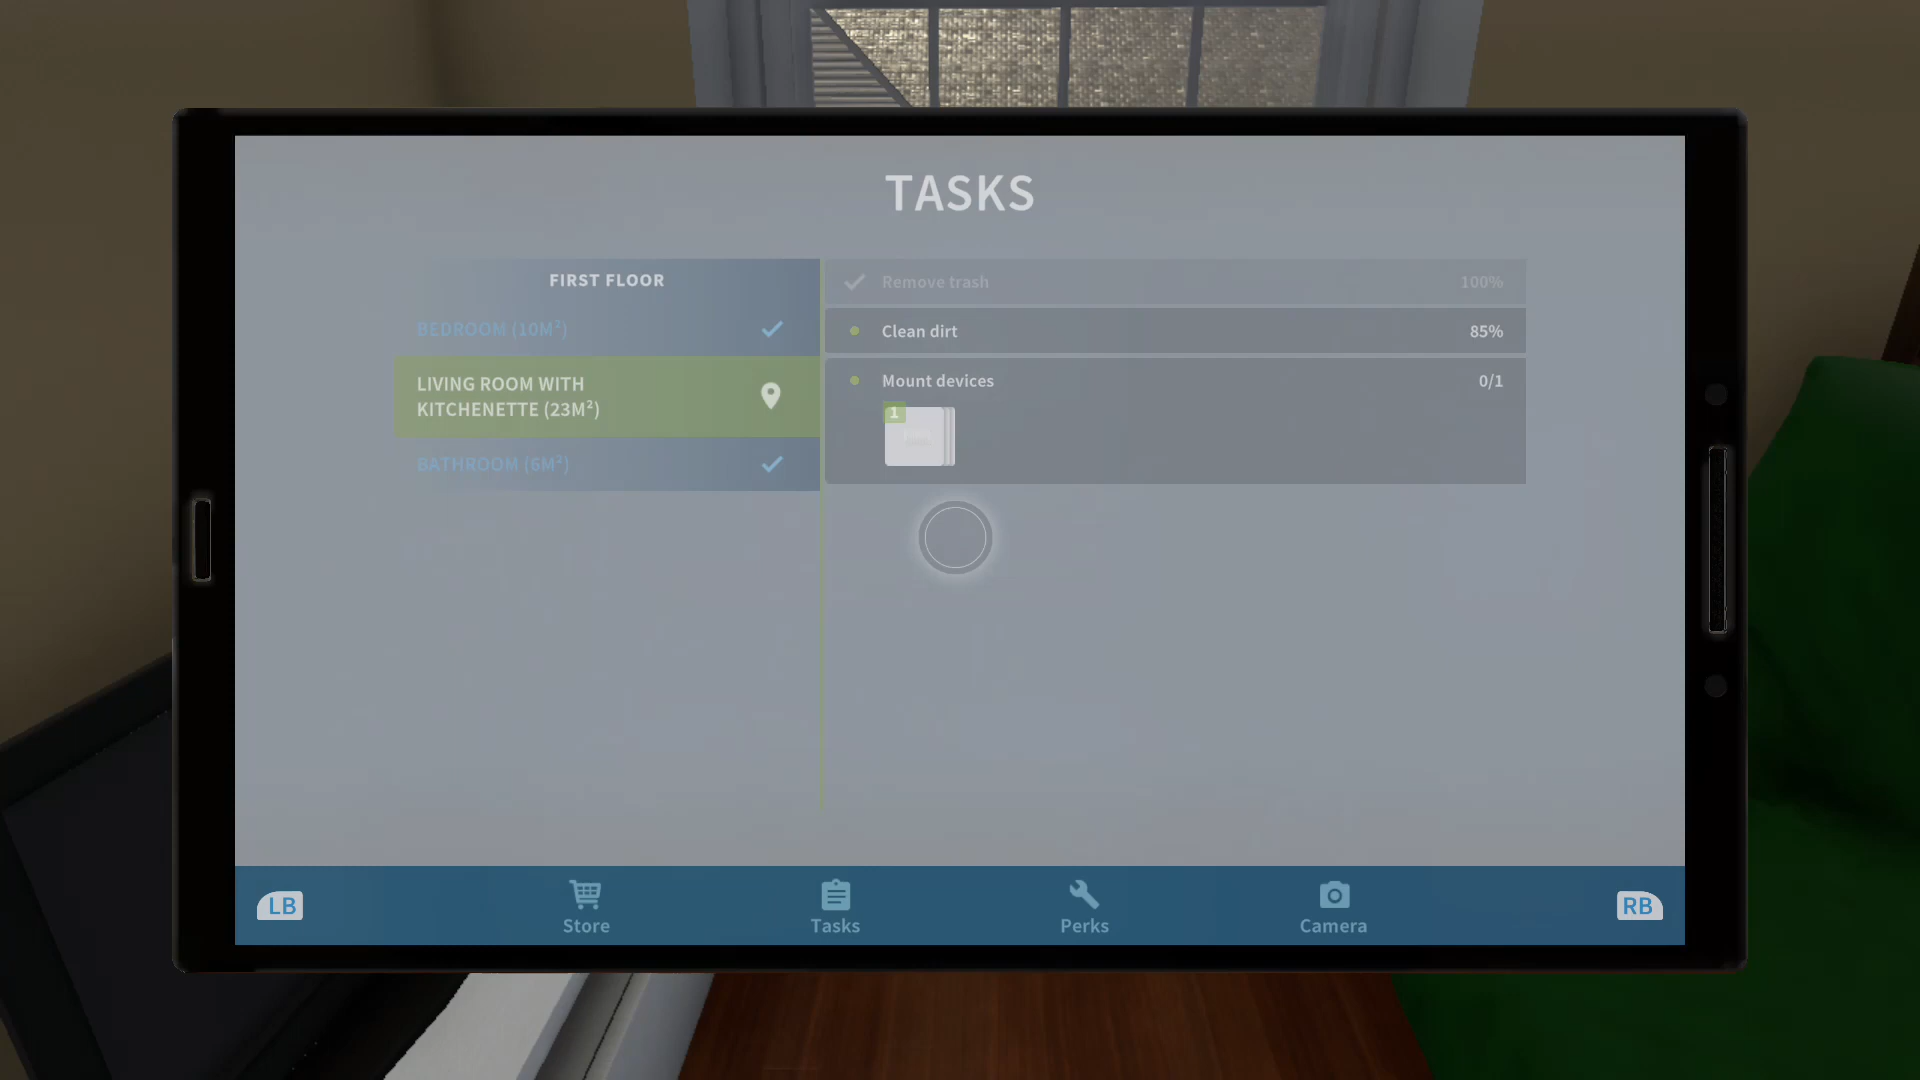 TASKS
FIRST FLOOR
BEDROOM (10M²)
LIVING ROOM WITH
KITCHENETTE (23M²)
BATHROOM (6M²)
Remove trash 100%
Clean dirt 85%
Mount devices 0/1
1
LB
Store
Tasks
Perks
Camera
RB